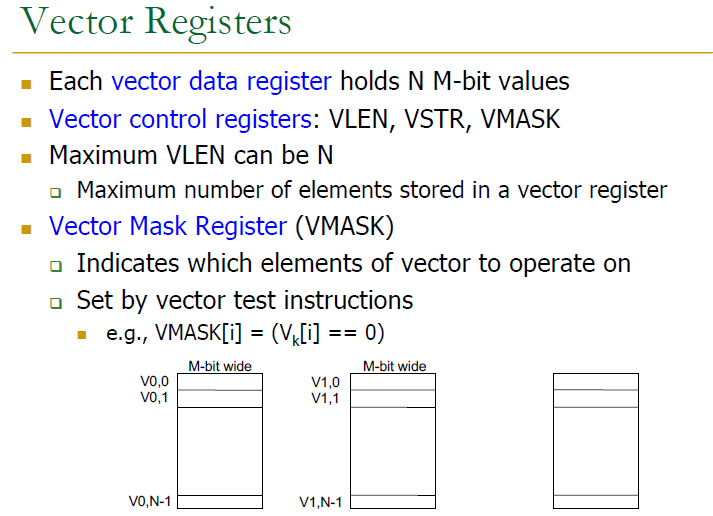 Vector Registers
Each vector data register holds N M-bit values
Vector control registers: VLEN, VSTR, VMASK
Maximum VLEN can be N
Maximum number of elements stored in a vector register
Vector Mask Register (VMASK)
Indicates which elements of vector to operate on
Set by vector test instructions
e.g., VMASK[i] = (Vk[i] == 0)
M-bit wide
M-bit wide
V0,0
V0,1
V1,0
V1,1
V0,N-1
V1,N-1